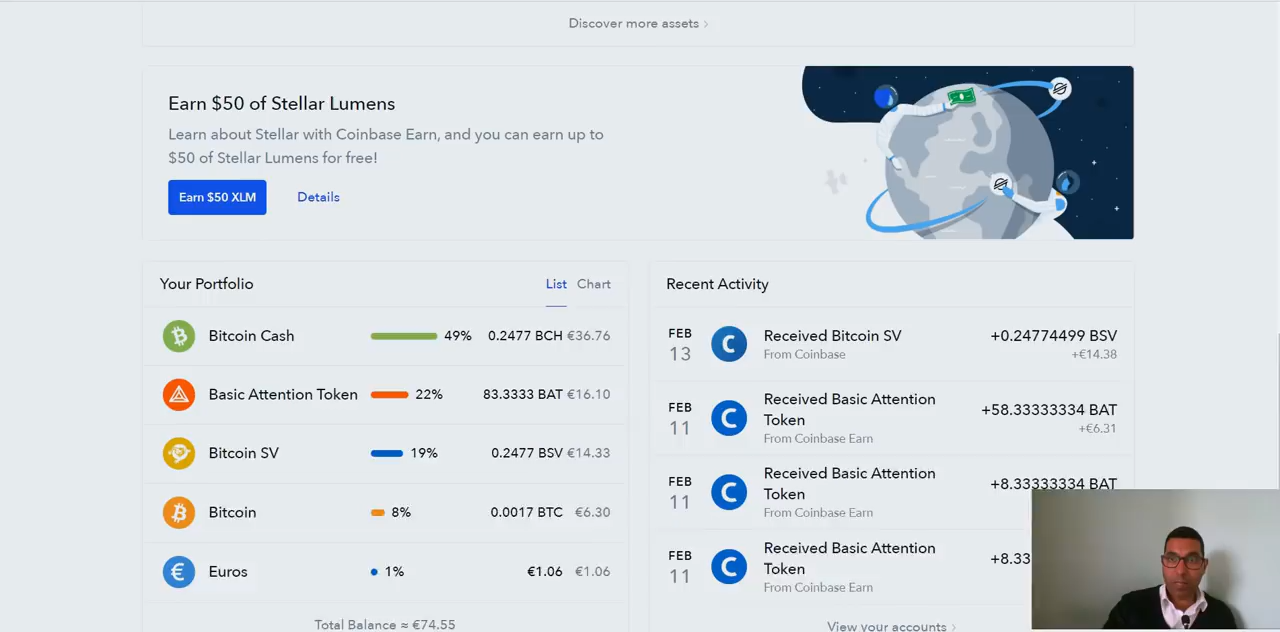 Discover more assets >
Earn $50 of Stellar Lumens
Learn about Stellar with Coinbase Earn, and you can earn up to
$50 of Stellar Lumens for free!
Earn $50 XLM Details
Your Portfolio List Chart
Bitcoin Cash 49% 0.2477 BCH €36.76
Basic Attention Token 22% 83.3333 BAT €16.10
Bitcoin SV 19% 0.2477 BSV €14.33
Bitcoin 8% 0.0017 BTC €6.30
Euros 1% €1.06 €1.06
Total Balance ≈ €74.55
Recent Activity
FEB
13
Received Bitcoin SV +0.24774499 BSV
From Coinbase +€14.38
FEB
11
Received Basic Attention
Token
+58.33333334 BAT
From Coinbase Earn +€6.31
FEB
11
Received Basic Attention
Token
+8.33333334 BAT
From Coinbase Earn
FEB
11
Received Basic Attention
Token
+8.33
From Coinbase Earn
View your accounts >